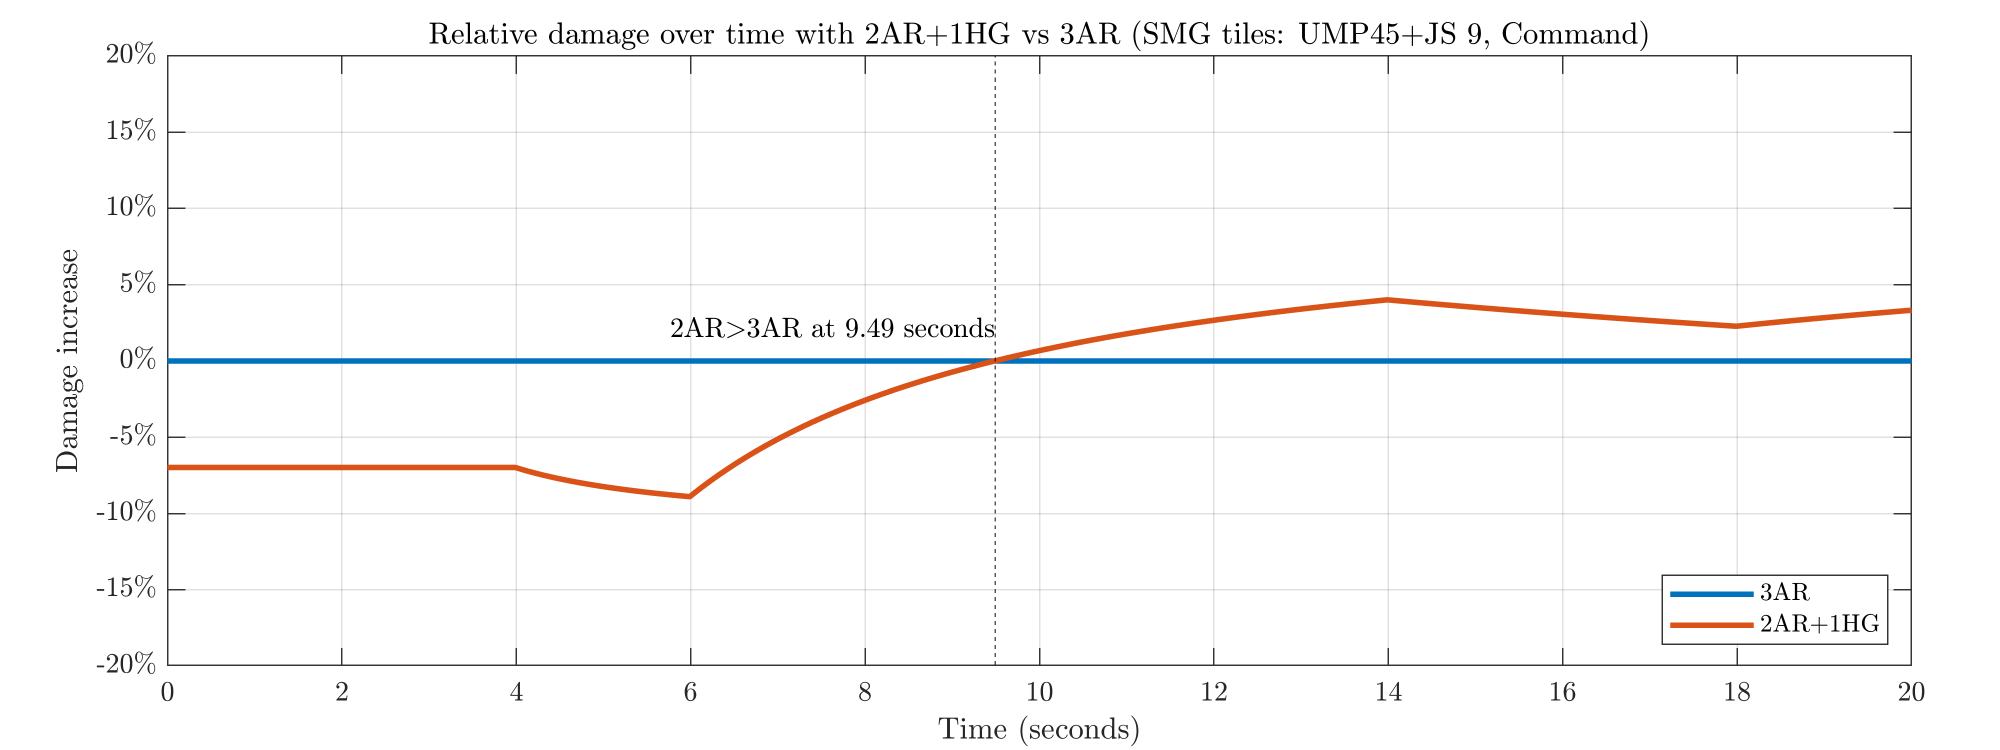 Relative damage over time with 2AR+1HG vs 3AR (SMG tiles: UMP45+JS 9, Command)
20%
15%
10%
5%
0%
-5%
-10%
-15%
-20%
Damage increase
2AR>3AR at 9.49 seconds
3AR
2AR+1HG
0 2 4 6 8 10 12 14 16 18 20
Time (seconds)